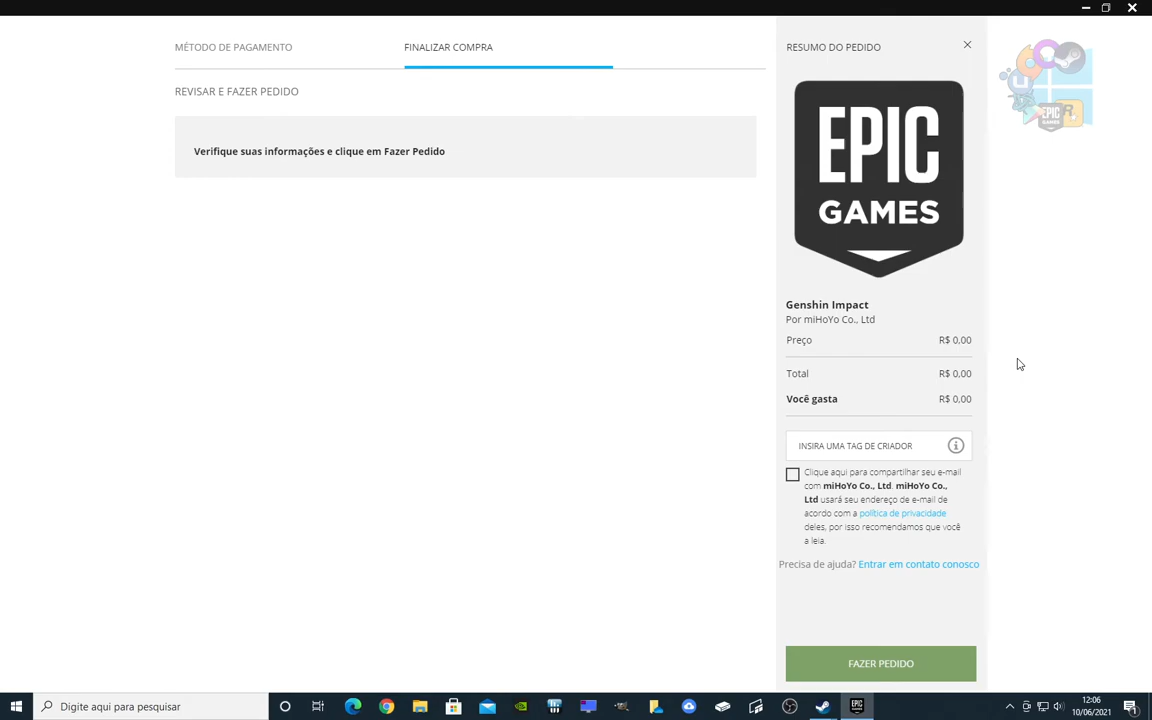 MÉTODO DE PAGAMENTO
FINALIZAR COMPRA
REVISAR E FAZER PEDIDO
Verifique suas informações e clique em Fazer Pedido
RESUMO DO PEDIDO
EPIC
GAMES
EPIC
GAMES
R
Genshin Impact
Por miHoYo Co., Ltd
Preço R$ 0,00
Total R$ 0,00
Você gasta R$ 0,00
INSIRA UMA TAG DE CRIADOR
Clique aqui para compartilhar seu e-mail
com miHoYo Co., Ltd. miHoYo Co.,
Ltd usará seu endereço de e-mail de
acordo com a política de privacidade
deles, por isso recomendamos que você
a leia.
Precisa de ajuda? Entrar em contato conosco
FAZER PEDIDO
Digite aqui para pesquisar
EPIC
12:06
10/06/2021
1